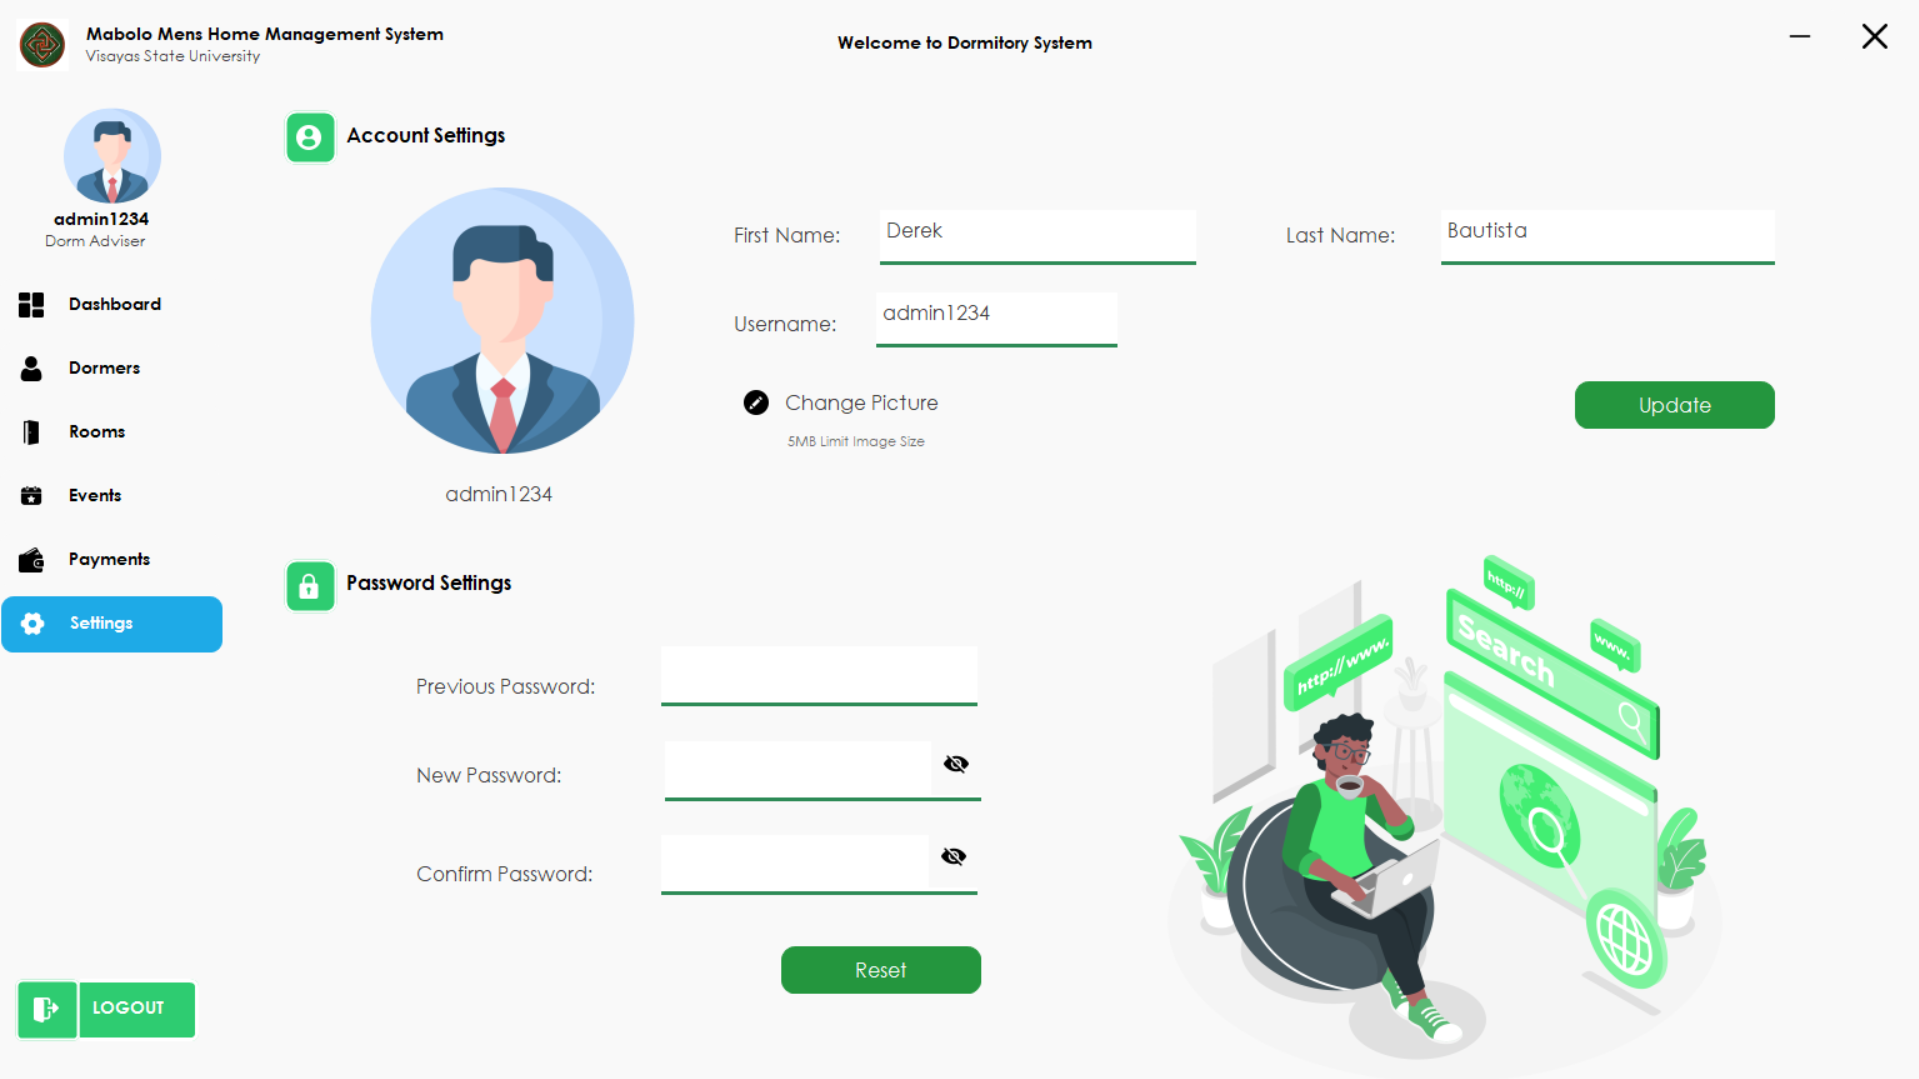 Mabolo Mens Home Management System
Visayas State University
Welcome to Dormitory System
admin1234
Dorm Adviser
Dashboard
Dormers
Rooms
Events
Payments
Settings
LOGOUT
Account Settings
admin1234
First Name: Derek
Last Name: Bautista
Username: admin1234
Change Picture
5MB Limit Image Size
Update
Password Settings
Previous Password:
New Password:
Confirm Password:
Reset
http://
www.
Search
http://www.